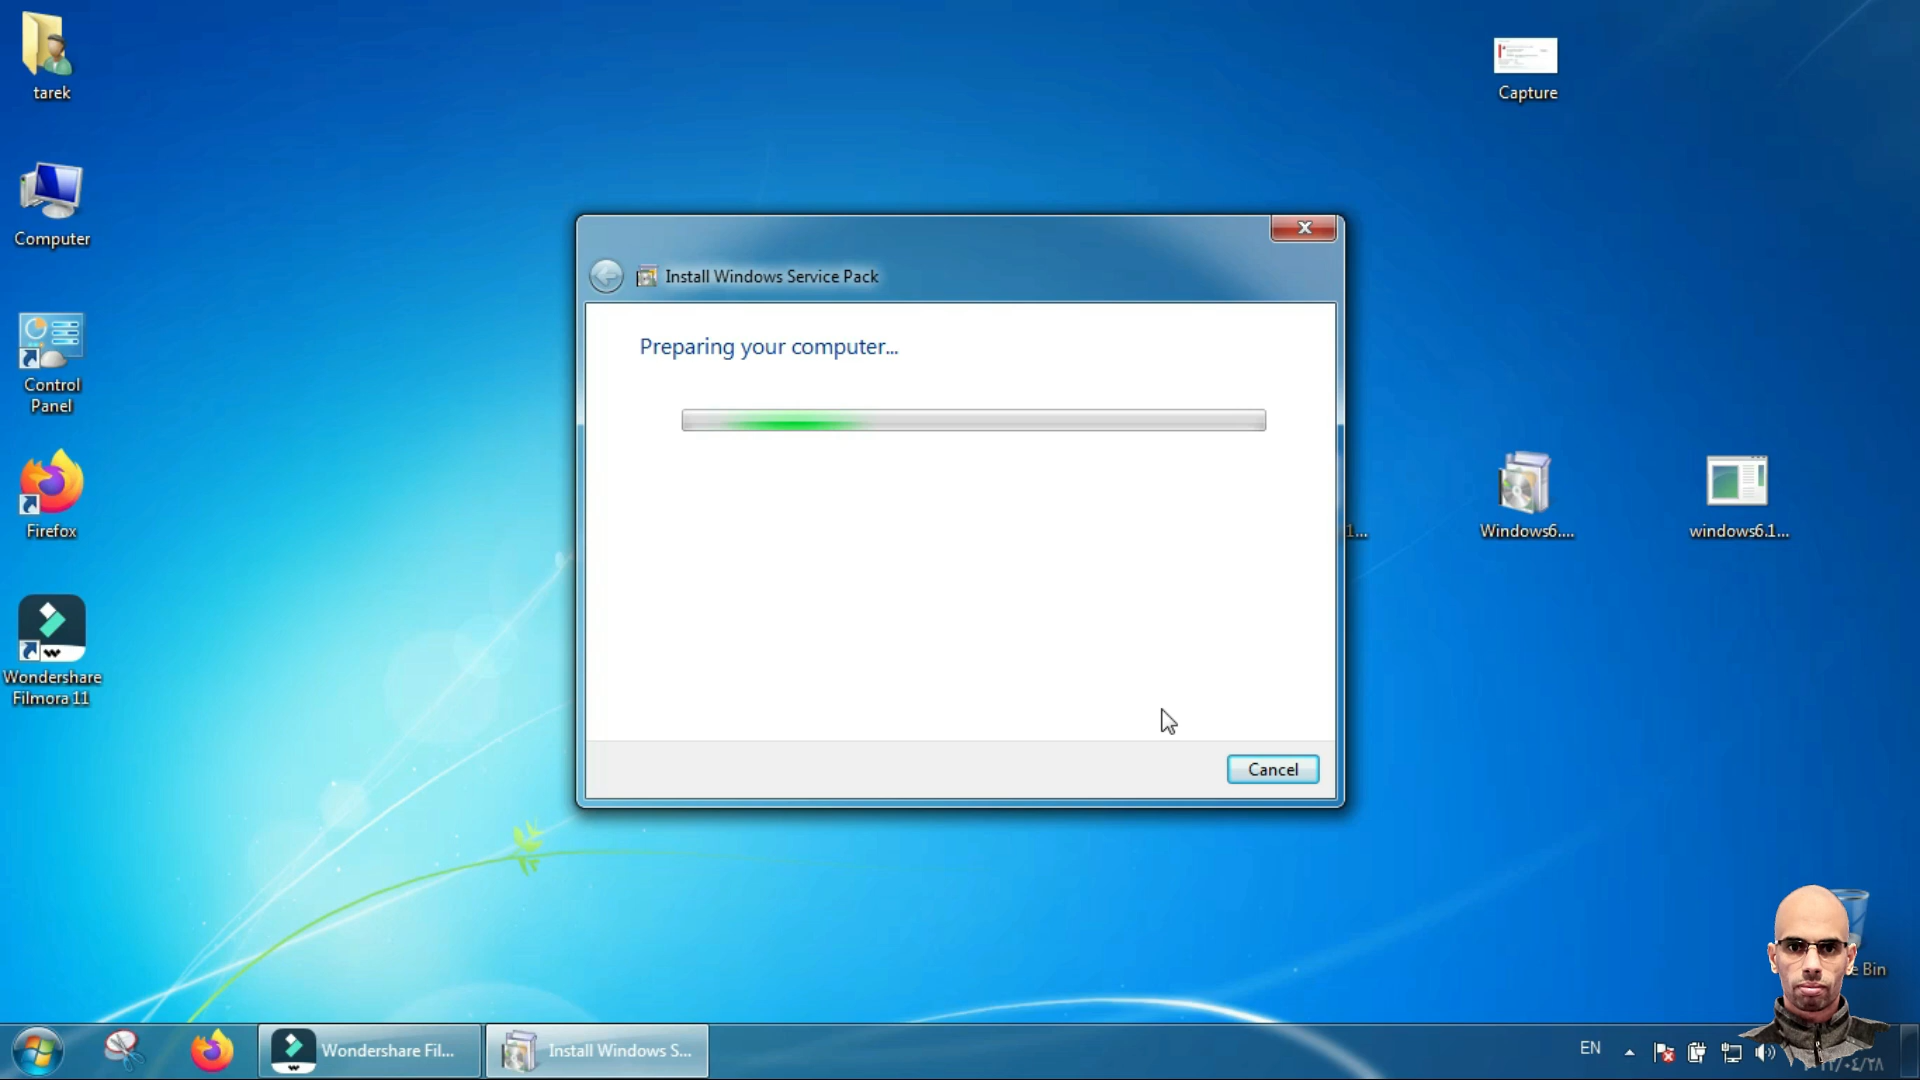 tarek
Capture
Computer
Install Windows Service Pack
Preparing your computer...
Control
Panel
Firefox
1...
Windows6....
windows6.1...
Wondershare
Filmora 11
Cancel
e Bin
Wondershare Fil...
Install Windows S...
EN